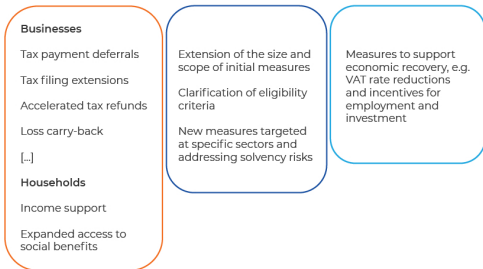 Businesses
Tax payment deferrals
Tax filing extensions
Accelerated tax refunds
Loss carry-back
[...]
Households
Income support
Expanded access to
social benefits
Extension of the size and
scope of initial measures
Clarification of eligibility
criteria
New measures targeted
at specific sectors and
addressing solvency risks
Measures to support
economic recovery, e.g.
VAT rate reductions
and incentives for
employment and
investment